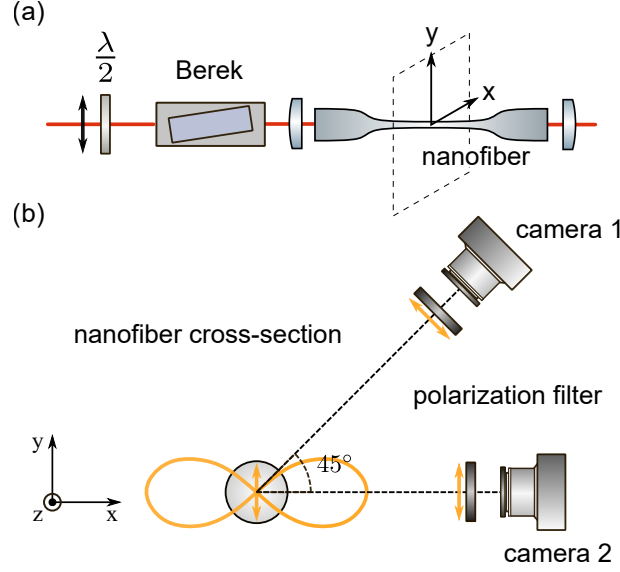 (a)
λ/2
Berek
y
x
nanofiber
(b)
camera 1
nanofiber cross-section
polarization filter
45°
y
z
x
camera 2